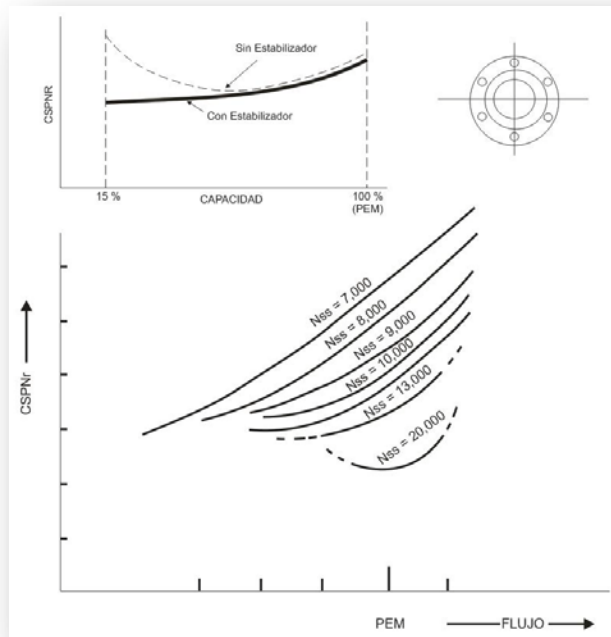 Sin Estabilizador
Con Estabilizador
CSPNR
15 %
CAPACIDAD
100 %
(PEM)
Nss = 7,000
Nss = 8,000
Nss = 9,000
Nss = 10,000
Nss = 13,000
Nss = 20,000
CSPNr
PEM
FLUJO